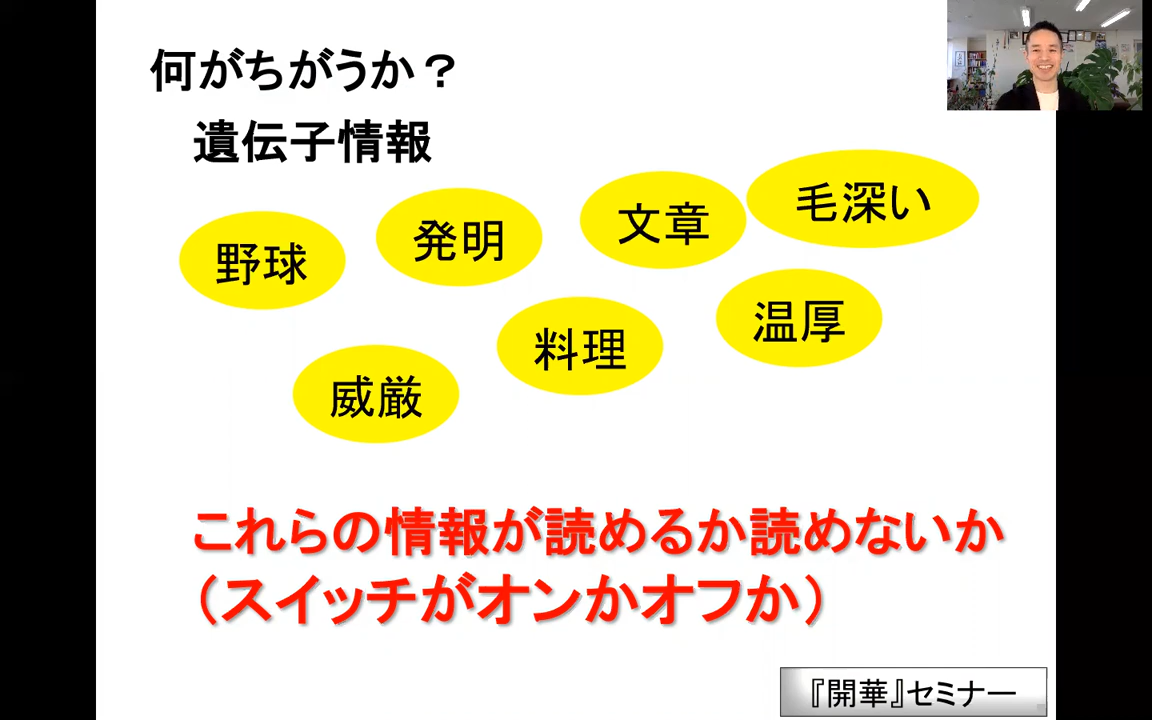 何がちがうか？
遺伝子情報
野球
発明
文章
毛深い
威厳
料理
温厚
これらの情報が読めるか読めないか
（スイッチがオンかオフか）
『開華』セミナー